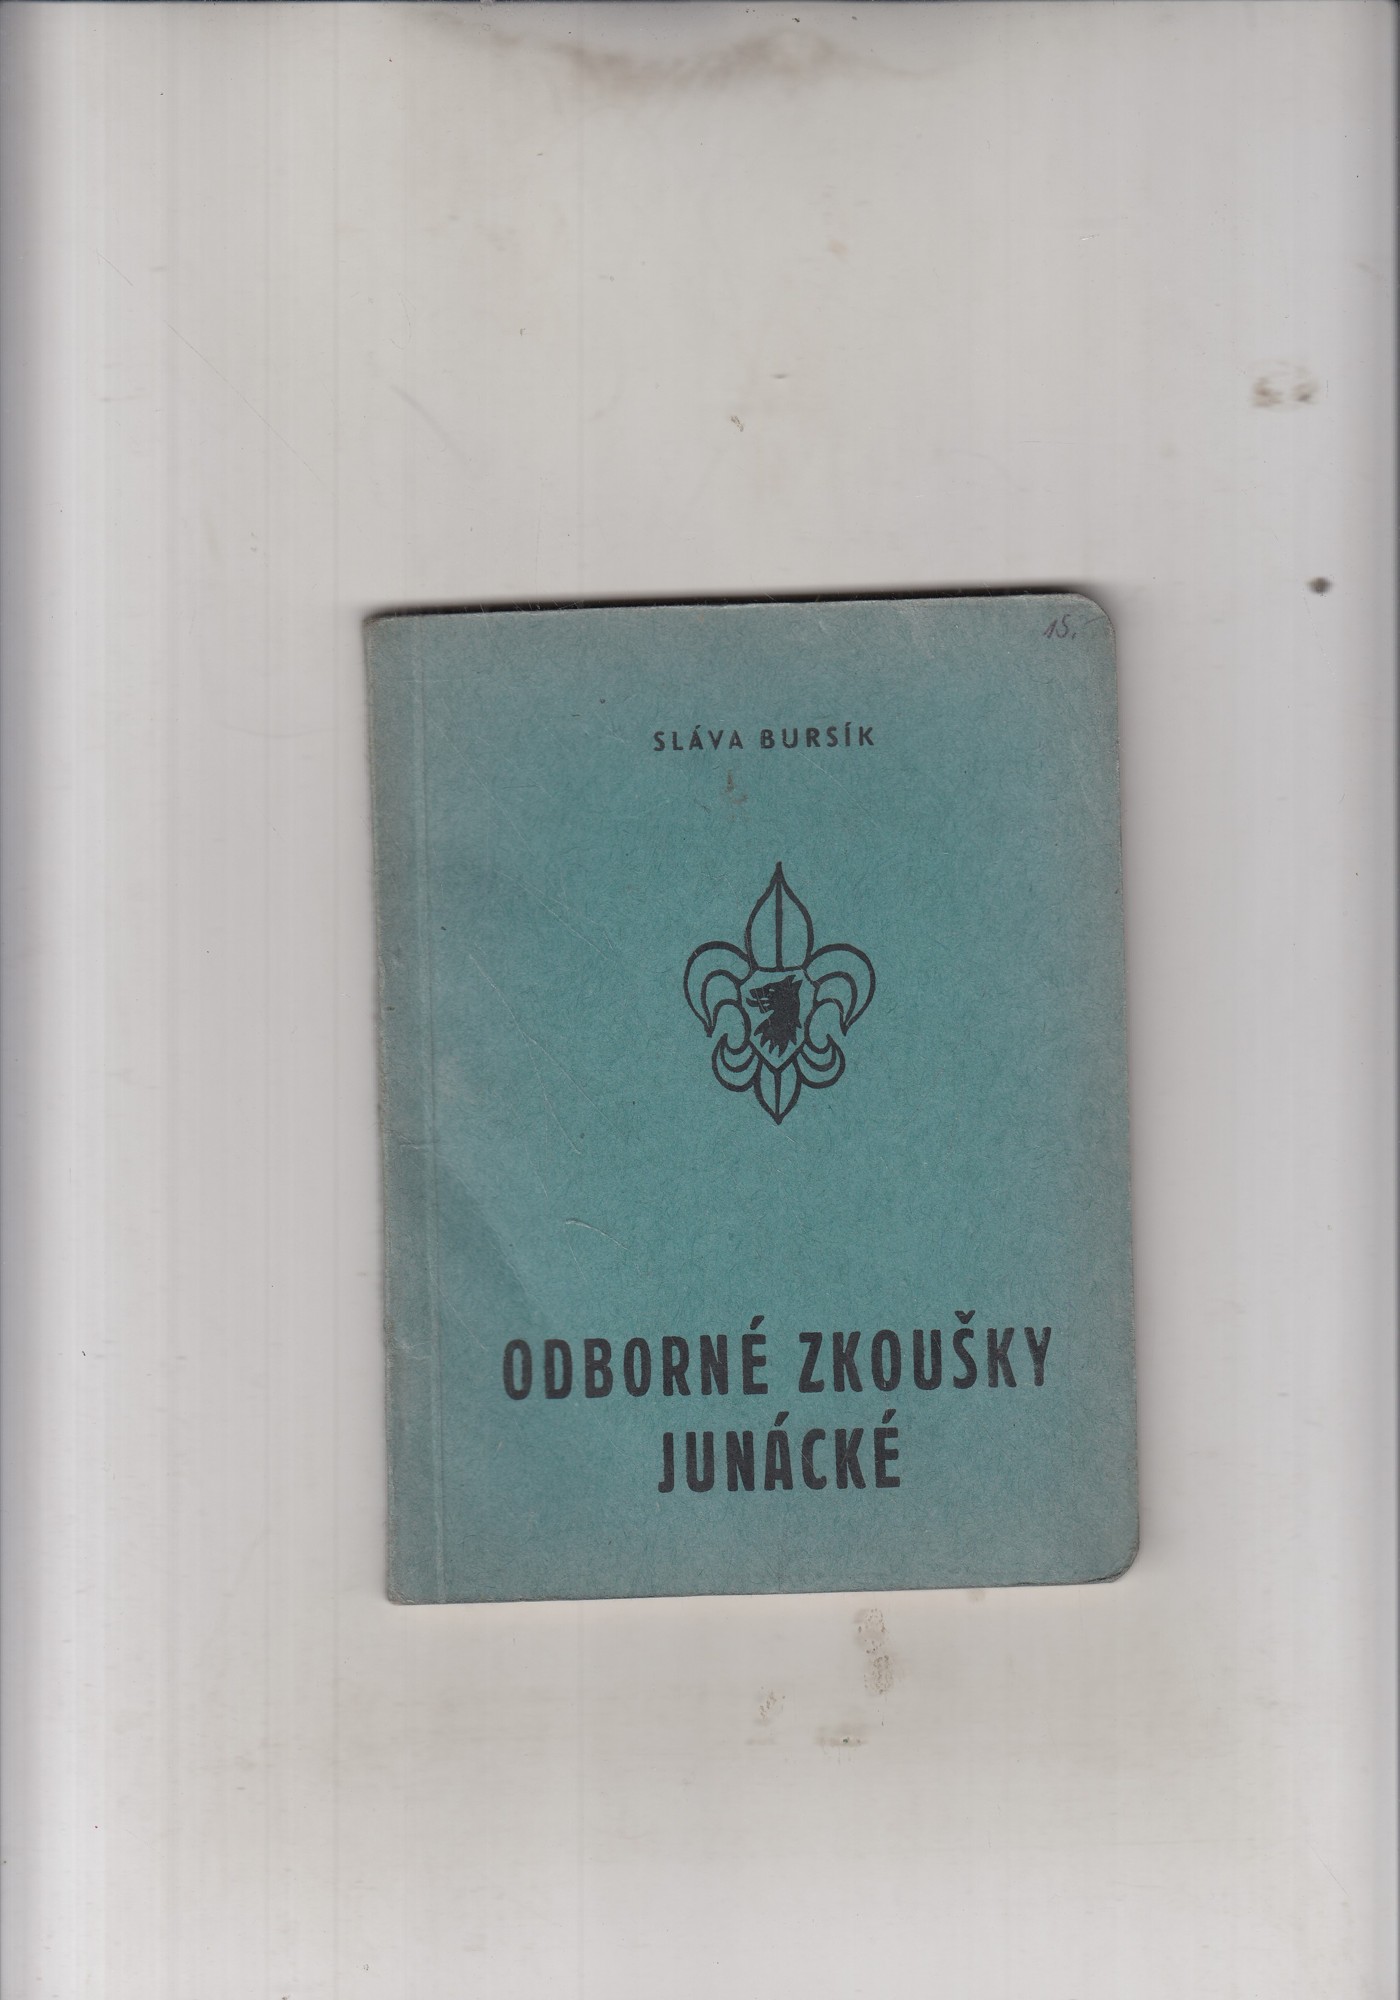 15.
SLÁVA BURSÍK
ODBORNÉ ZKOUŠKY
JUNÁCKÉ